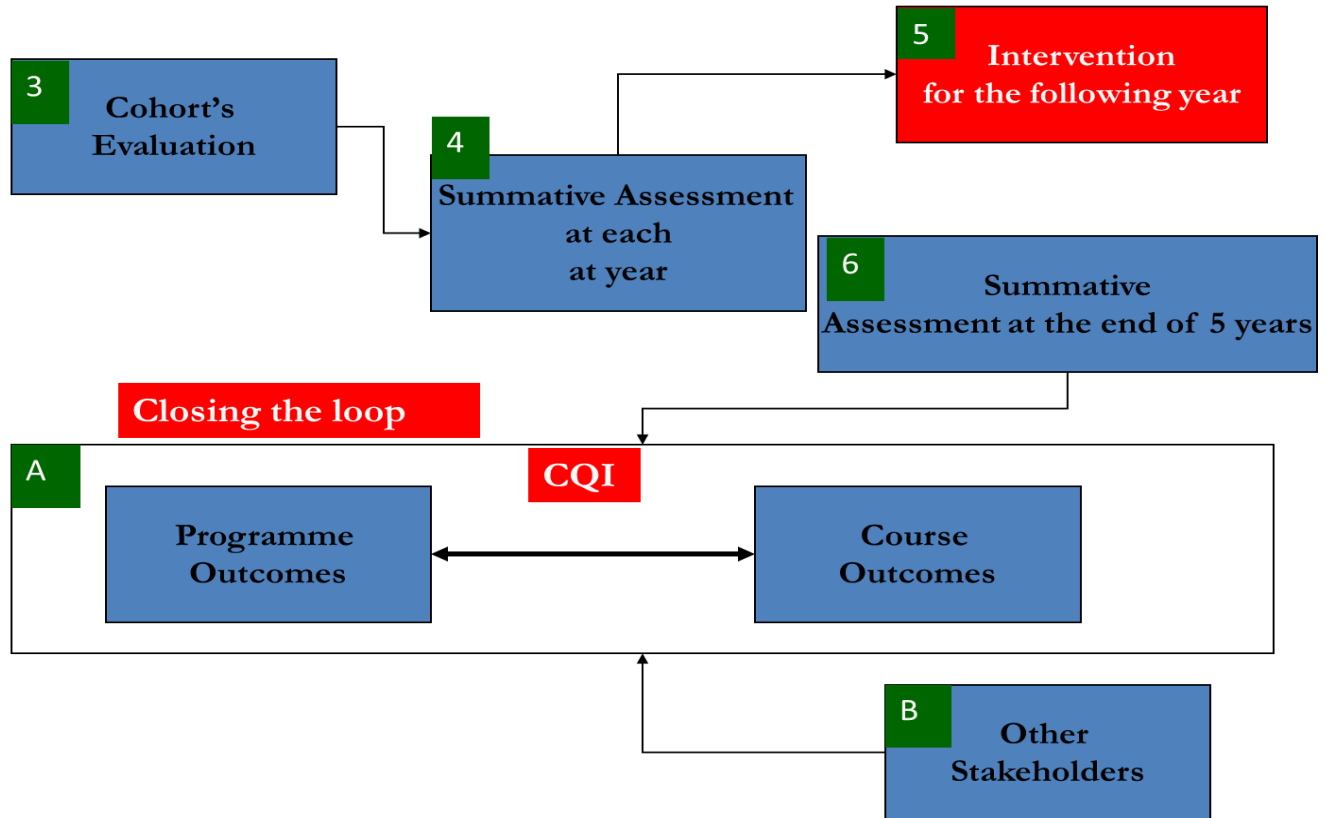 3
Cohort’s
Evaluation
4
Summative Assessment
at each
at year
5
Intervention
for the following year
6
Summative
Assessment at the end of 5 years
Closing the loop
A
CQI
Programme
Outcomes
Course
Outcomes
B
Other
Stakeholders